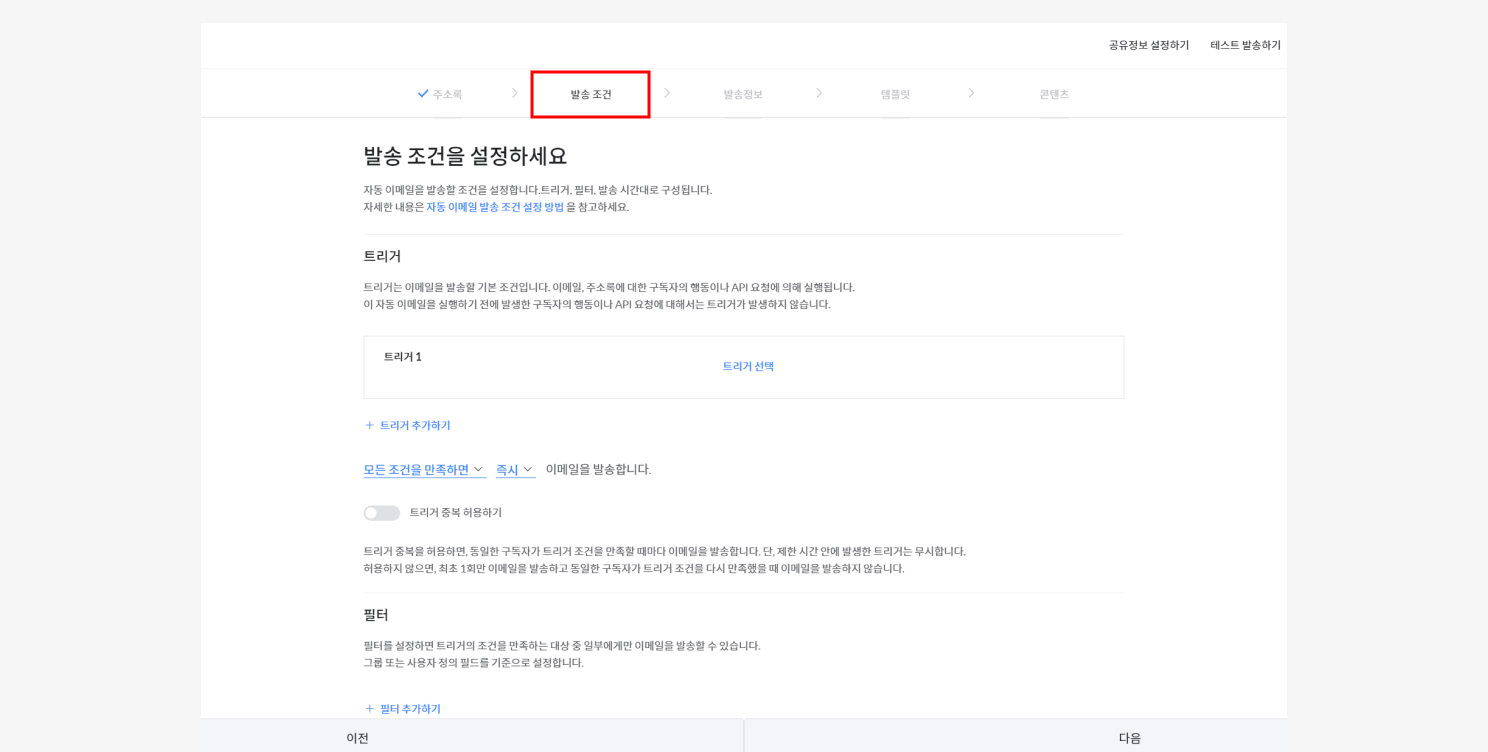 공유정보 설정하기 테스트 발송하기
주소록 발송 조건 발송정보 템플릿 콘텐츠
발송 조건을 설정하세요
자동 이메일을 발송할 조건을 설정합니다.트리거, 필터, 발송 시간대로 구성됩니다.
자세한 내용은 자동 이메일 발송 조건 설정 방법 을 참고하세요.
트리거
트리거는 이메일을 발송할 기본 조건입니다. 이메일, 주소록에 대한 구독자의 행동이나 API 요청에 의해 실행됩니다.
이 자동 이메일을 실행하기 전에 발생한 구독자의 행동이나 API 요청에 대해서는 트리거가 발생하지 않습니다.
트리거 1
트리거 선택
+ 트리거 추가하기
모든 조건을 만족하면 즉시 이메일을 발송합니다.
트리거 중복 허용하기
트리거 중복을 허용하면, 동일한 구독자가 트리거 조건을 만족할 때마다 이메일을 발송합니다. 단, 제한 시간 안에 발생한 트리거는 무시합니다.
허용하지 않으면, 최초 1회만 이메일을 발송하고 동일한 구독자가 트리거 조건을 다시 만족했을 때 이메일을 발송하지 않습니다.
필터
필터를 설정하면 트리거의 조건을 만족하는 대상 중 일부에게만 이메일을 발송할 수 있습니다.
그룹 또는 사용자 정의 필드를 기준으로 설정합니다.
+ 필터 추가하기
이전 다음